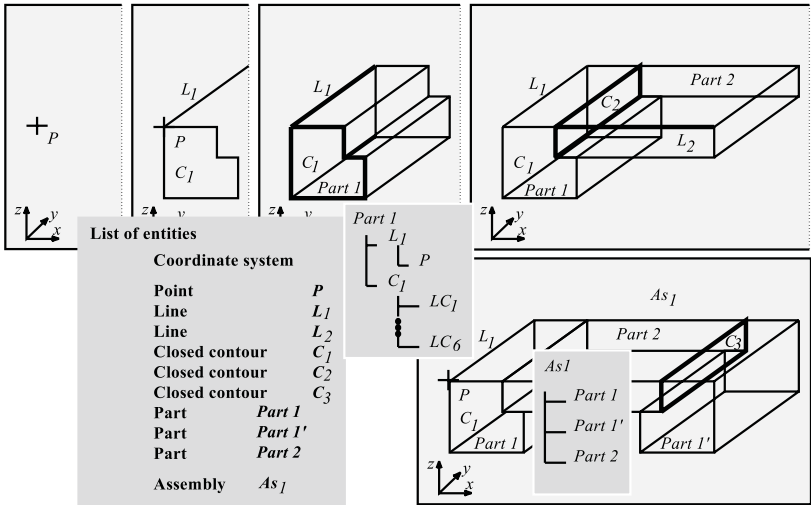 P
z y x
L1
P
C1
z y
L1
C1
Part 1
z y
L1
C2
Part 2
C1
L2
Part 1
z y x
List of entities
Coordinate system
Point P
Line L1
Line L2
Closed contour C1
Closed contour C2
Closed contour C3
Part Part 1
Part Part 1'
Part Part 2
Assembly As1
Part 1
L1
P
C1
LC1
LC6
As1
L1
Part 2
C3
P
C1
Part 1
Part 1'
z y x
As1
Part 1
Part 1'
Part 2